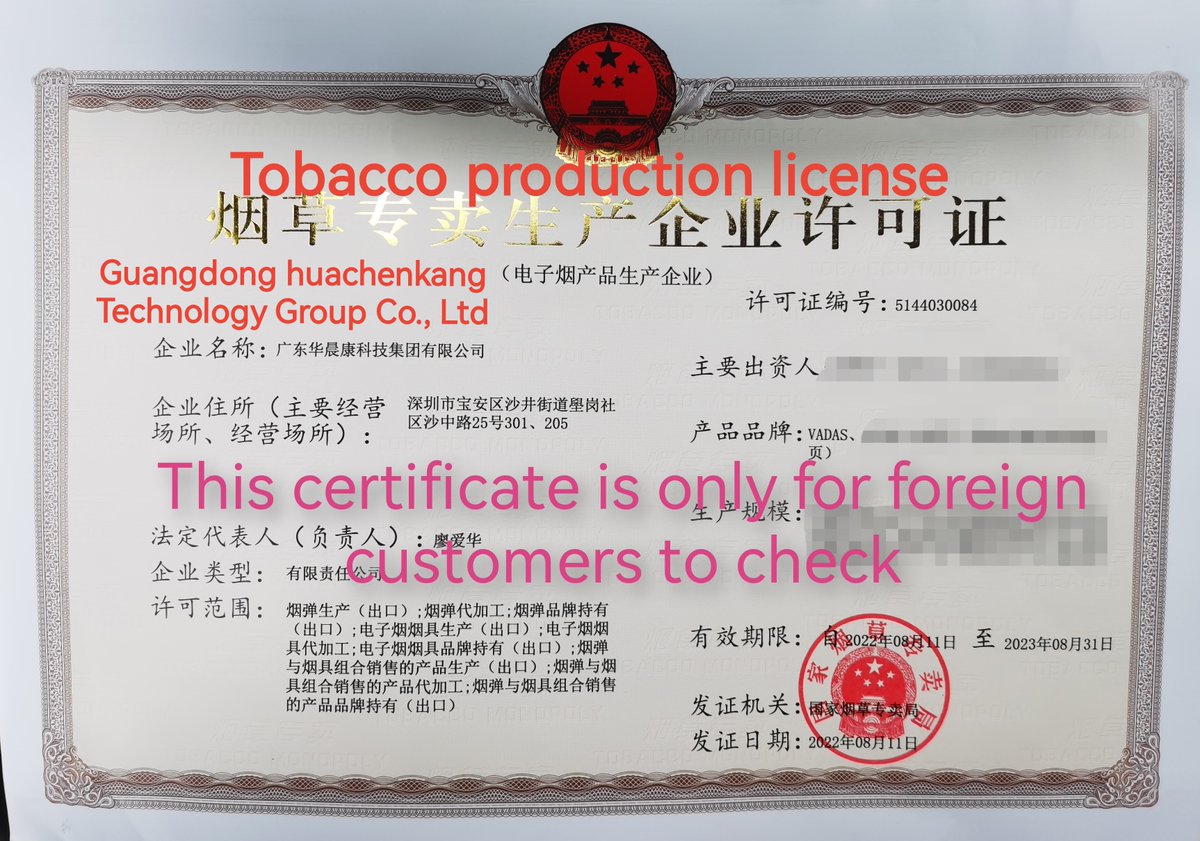 Tobacco production license
烟草专卖生产企业许可证
Guangdong huachenkang
Technology Group Co., Ltd
（电子烟产品生产企业）
许可证编号：5144030084
企业名称：广东华晨康科技集团有限公司
主要出资人
企业住所（主要经营
场所、经营场所）：
深圳市宝安区沙井街道壆岗社
区沙中路25号301、205
产品品牌：VADAS、
页）
This certificate is only for foreign
customers to check
生产规模：
法定代表人（负责人）：廖爱华
企业类型：有限责任公司
许可范围：烟弹生产（出口）;烟弹代加工;烟弹品牌持有
（出口）;电子烟烟具生产（出口）;电子烟烟
具代加工;电子烟烟具品牌持有（出口）;烟弹
与烟具组合销售的产品生产（出口）;烟弹与烟
具组合销售的产品代加工;烟弹与烟具组合销售
的产品品牌持有（出口）
有效期限：自2022年08月11日 至 2023年08月31日
发证机关：国家烟草专卖局
发证日期：2022年08月11日
国家烟草专卖局